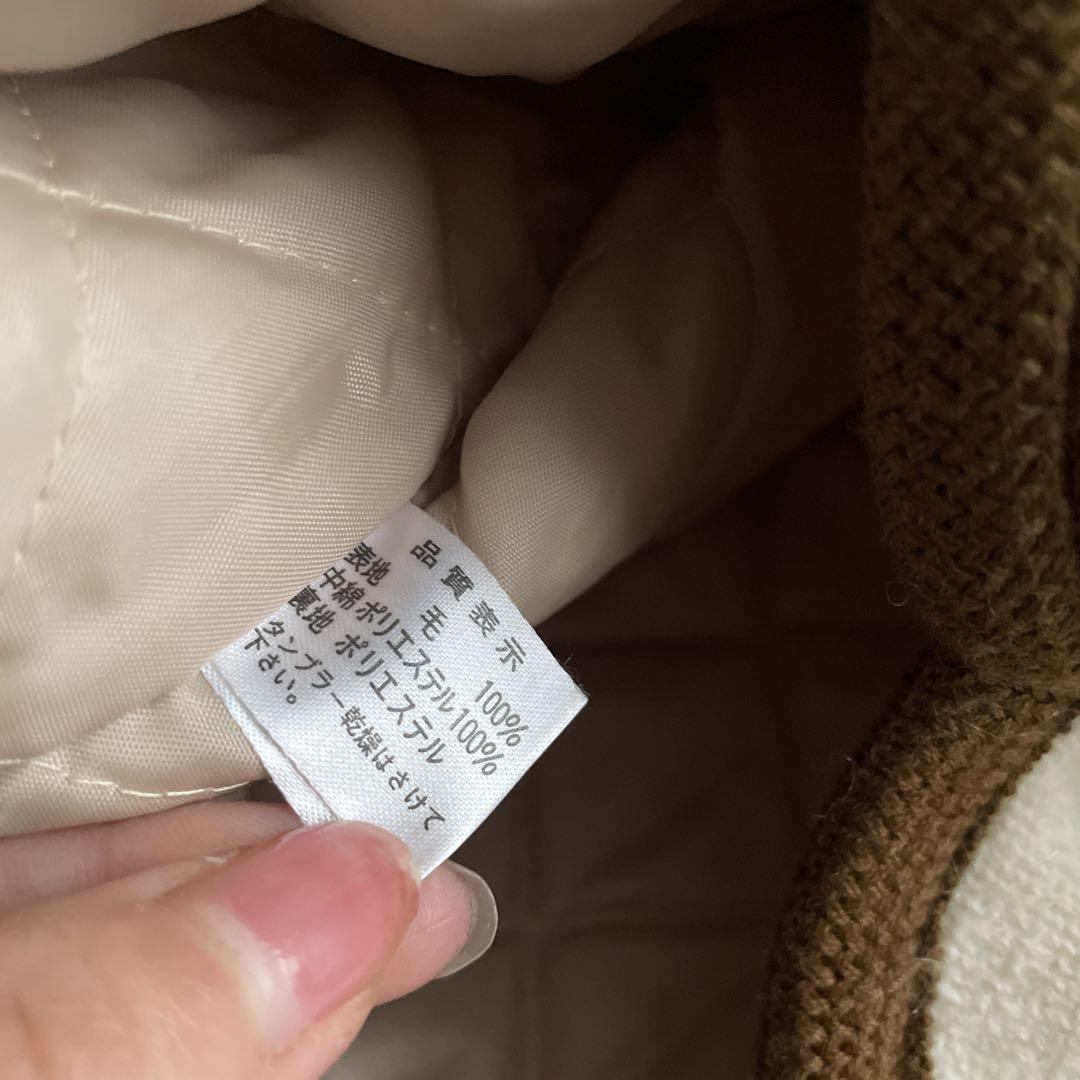 品質表示
表地 毛 100%
中綿 ポリエステル100%
裏地 ポリエステル
タンブラー乾燥はさけて
下さい。